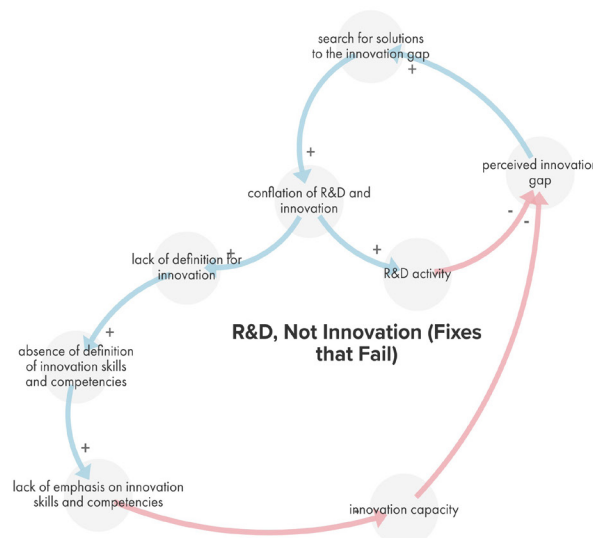 search for solutions
to the innovation gap
+
perceived innovation
gap
+
conflation of R&D and
innovation
-
-
+
+
lack of definition for
innovation
R&D activity
R&D, Not Innovation (Fixes
that Fail)
+
absence of definition
of innovation skills
and competencies
+
lack of emphasis on innovation
skills and competencies
-
innovation capacity